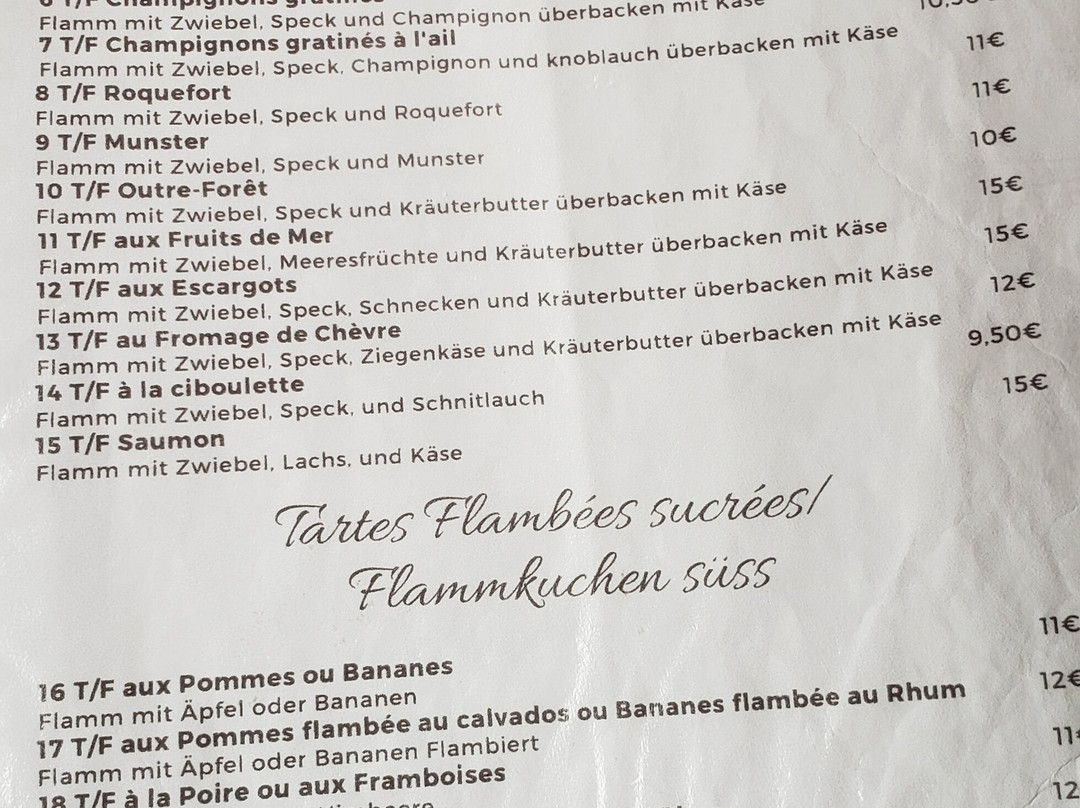 6 T/F Champignons gratinés
Flamm mit Zwiebel, Speck und Champignon überbacken mit Käse
7 T/F Champignons gratinés à l'ail
Flamm mit Zwiebel, Speck, Champignon und knoblauch überbacken mit Käse 11€
8 T/F Roquefort 11€
Flamm mit Zwiebel, Speck und Roquefort
9 T/F Munster 10€
Flamm mit Zwiebel, Speck und Munster
10 T/F Outre-Forêt 15€
Flamm mit Zwiebel, Speck und Kräuterbutter überbacken mit Käse
11 T/F aux Fruits de Mer 15€
Flamm mit Zwiebel, Meeresfrüchte und Kräuterbutter überbacken mit Käse
12 T/F aux Escargots 12€
Flamm mit Zwiebel, Speck, Schnecken und Kräuterbutter überbacken mit Käse
13 T/F au Fromage de Chèvre 9,50€
Flamm mit Zwiebel, Speck, Ziegenkäse und Kräuterbutter überbacken mit Käse
14 T/F à la ciboulette 15€
Flamm mit Zwiebel, Speck, und Schnitlauch
15 T/F Saumon
Flamm mit Zwiebel, Lachs, und Käse
Tartes Flambées sucrées/
Flammkuchen süss
11€
16 T/F aux Pommes ou Bananes
Flamm mit Äpfel oder Bananen 12€
17 T/F aux Pommes flambée au calvados ou Bananes flambée au Rhum
Flamm mit Äpfel oder Bananen Flambiert 11€
18 T/F à la Poire ou aux Framboises 12